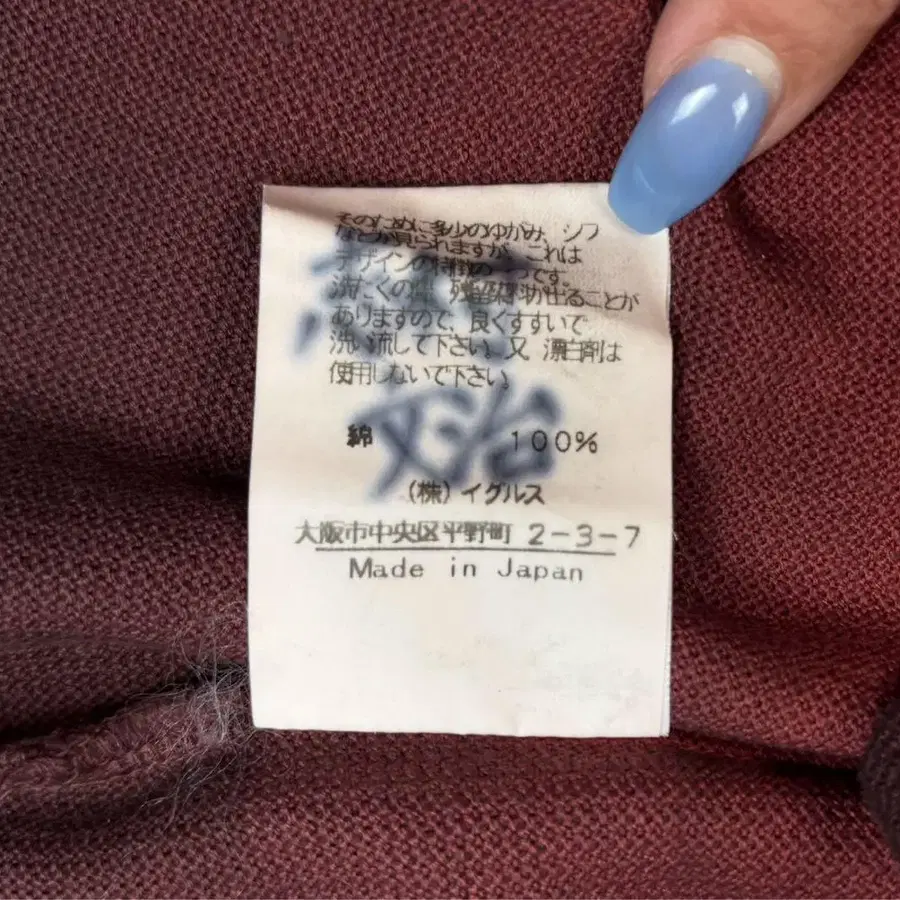 そのために多少のゆがみ、シワ
などが見られますが、これは
デザインの特徴の一つです。
洗たくの際、残留染料が出ることが
ありますので、良くすすいで
洗い流して下さい。又、漂白剤は
使用しないで下さい。
綿 100%
(株)イグルス
大阪市中央区平野町 2-3-7
Made in Japan